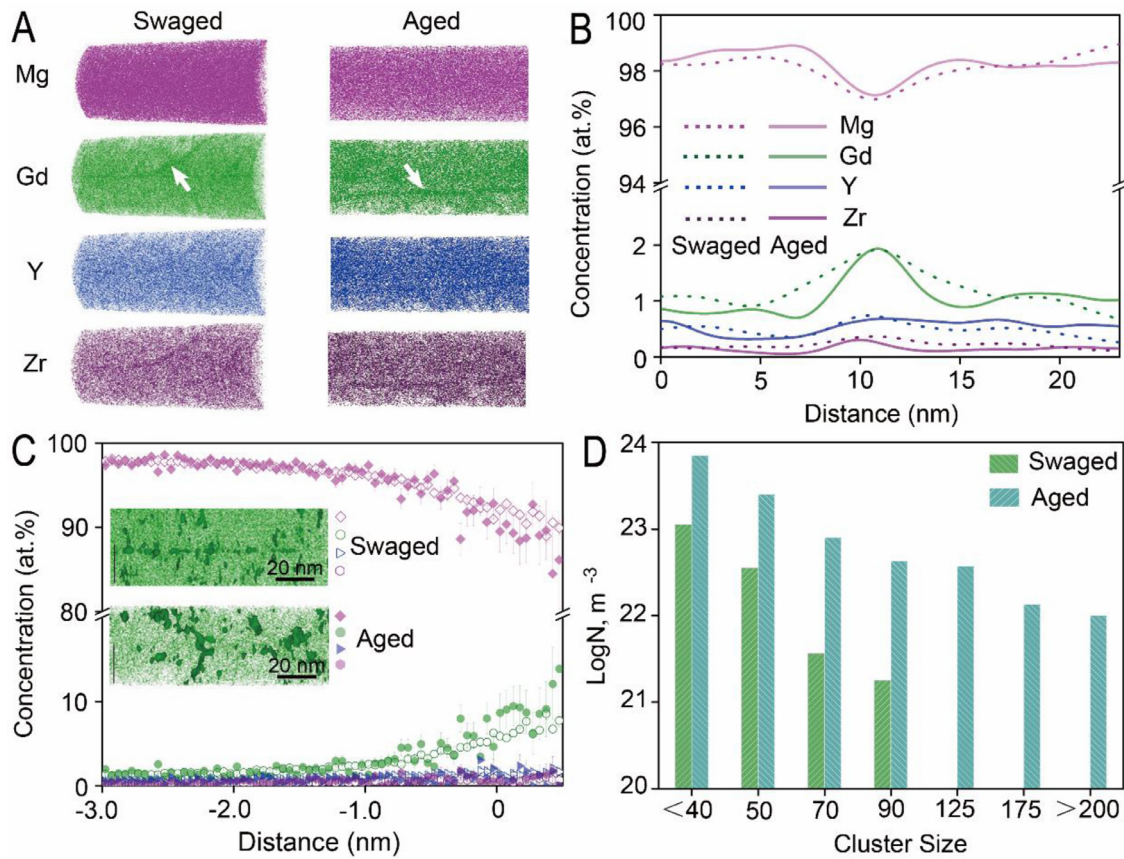 A
Swaged
Aged
Mg
Gd
Y
Zr
B
Concentration (at.%)
100
98
96
94
2
1
0
0
5
10
15
20
Distance (nm)
Mg
Gd
Y
Zr
Swaged Aged
C
Concentration (at.%)
100
90
80
10
0
-3.0
-2.0
-1.0
0
Distance (nm)
20 nm
Swaged
20 nm
Aged
D
LogN, m⁻³
24
23
22
21
20
<40
50
70
90
125
175
>200
Cluster Size
Swaged
Aged